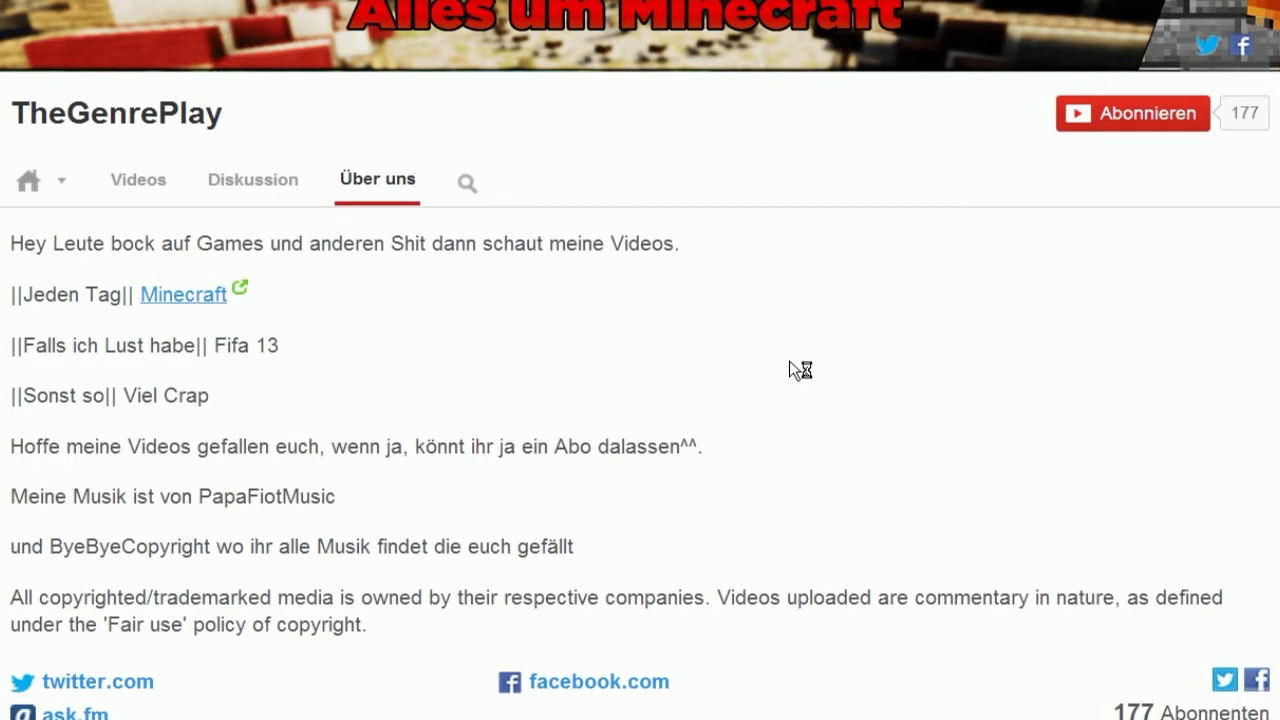 Alles um Minecraft
TheGenrePlay
Abonnieren
177
Videos
Diskussion
Über uns
Hey Leute bock auf Games und anderen Shit dann schaut meine Videos.
||Jeden Tag|| Minecraft
||Falls ich Lust habe|| Fifa 13
||Sonst so|| Viel Crap
Hoffe meine Videos gefallen euch, wenn ja, könnt ihr ja ein Abo dalassen^^.
Meine Musik ist von PapaFiotMusic
und ByeByeCopyright wo ihr alle Musik findet die euch gefällt
All copyrighted/trademarked media is owned by their respective companies. Videos uploaded are commentary in nature, as defined
under the 'Fair use' policy of copyright.
twitter.com
facebook.com
ask.fm
177 Abonnenten